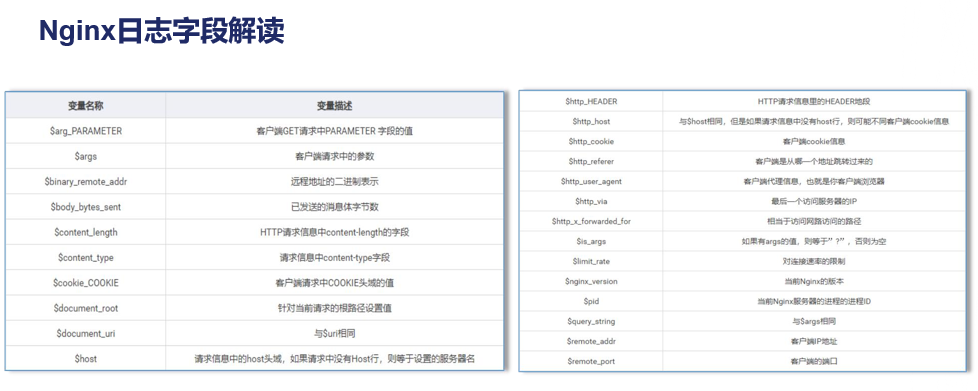 Nginx日志字段解读
变量名称 变量描述
$arg_PARAMETER 客户端GET请求中PARAMETER 字段的值
$args 客户端请求中的参数
$binary_remote_addr 远程地址的二进制表示
$body_bytes_sent 已发送的消息体字节数
$content_length HTTP请求信息中content-length的字段
$content_type 请求信息中content-type字段
$cookie_COOKIE 客户端请求中COOKIE头域的值
$document_root 针对当前请求的根路径设置值
$document_uri 与$uri相同
$host 请求信息中的host头域，如果请求中没有Host行，则等于设置的服务器名
$http_HEADER HTTP请求信息里的HEADER地段
$http_host 与$host相同，但是如果请求信息中没有host行，则可能不同客户端cookie信息
$http_cookie 客户端cookie信息
$http_referer 客户端是从哪一个地址跳转过来的
$http_user_agent 客户端代理信息，也就是你客户端浏览器
$http_via 最后一个访问服务器的IP
$http_x_forwarded_for 相当于访问网路访问的路径
$is_args 如果有args的值，则等于”?”，否则为空
$limit_rate 对连接速率的限制
$nginx_version 当前Nginx的版本
$pid 当前Nginx服务器的进程的进程ID
$query_string 与$args相同
$remote_addr 客户端IP地址
$remote_port 客户端的端口